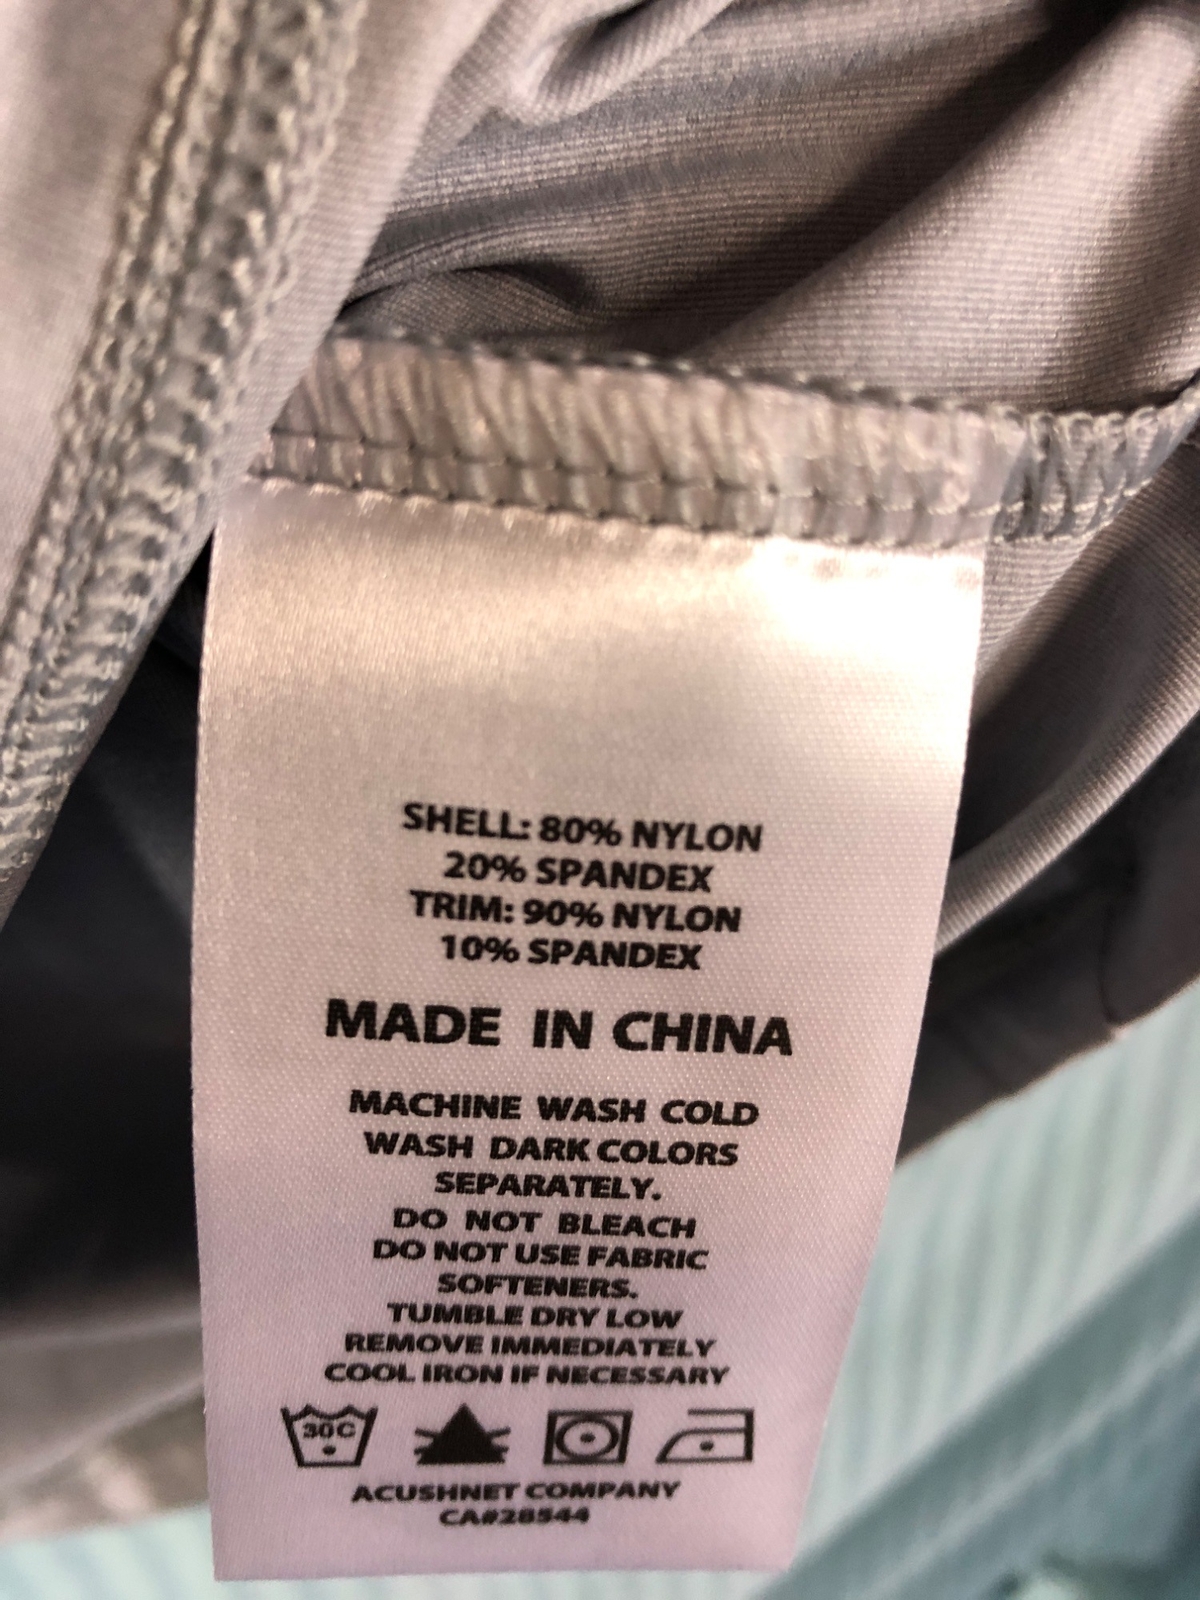 SHELL: 80% NYLON
20% SPANDEX
TRIM: 90% NYLON
10% SPANDEX
MADE IN CHINA
MACHINE WASH COLD
WASH DARK COLORS
SEPARATELY.
DO NOT BLEACH
DO NOT USE FABRIC
SOFTENERS.
TUMBLE DRY LOW
REMOVE IMMEDIATELY
COOL IRON IF NECESSARY
30C
ACUSHNET COMPANY
CA#28544